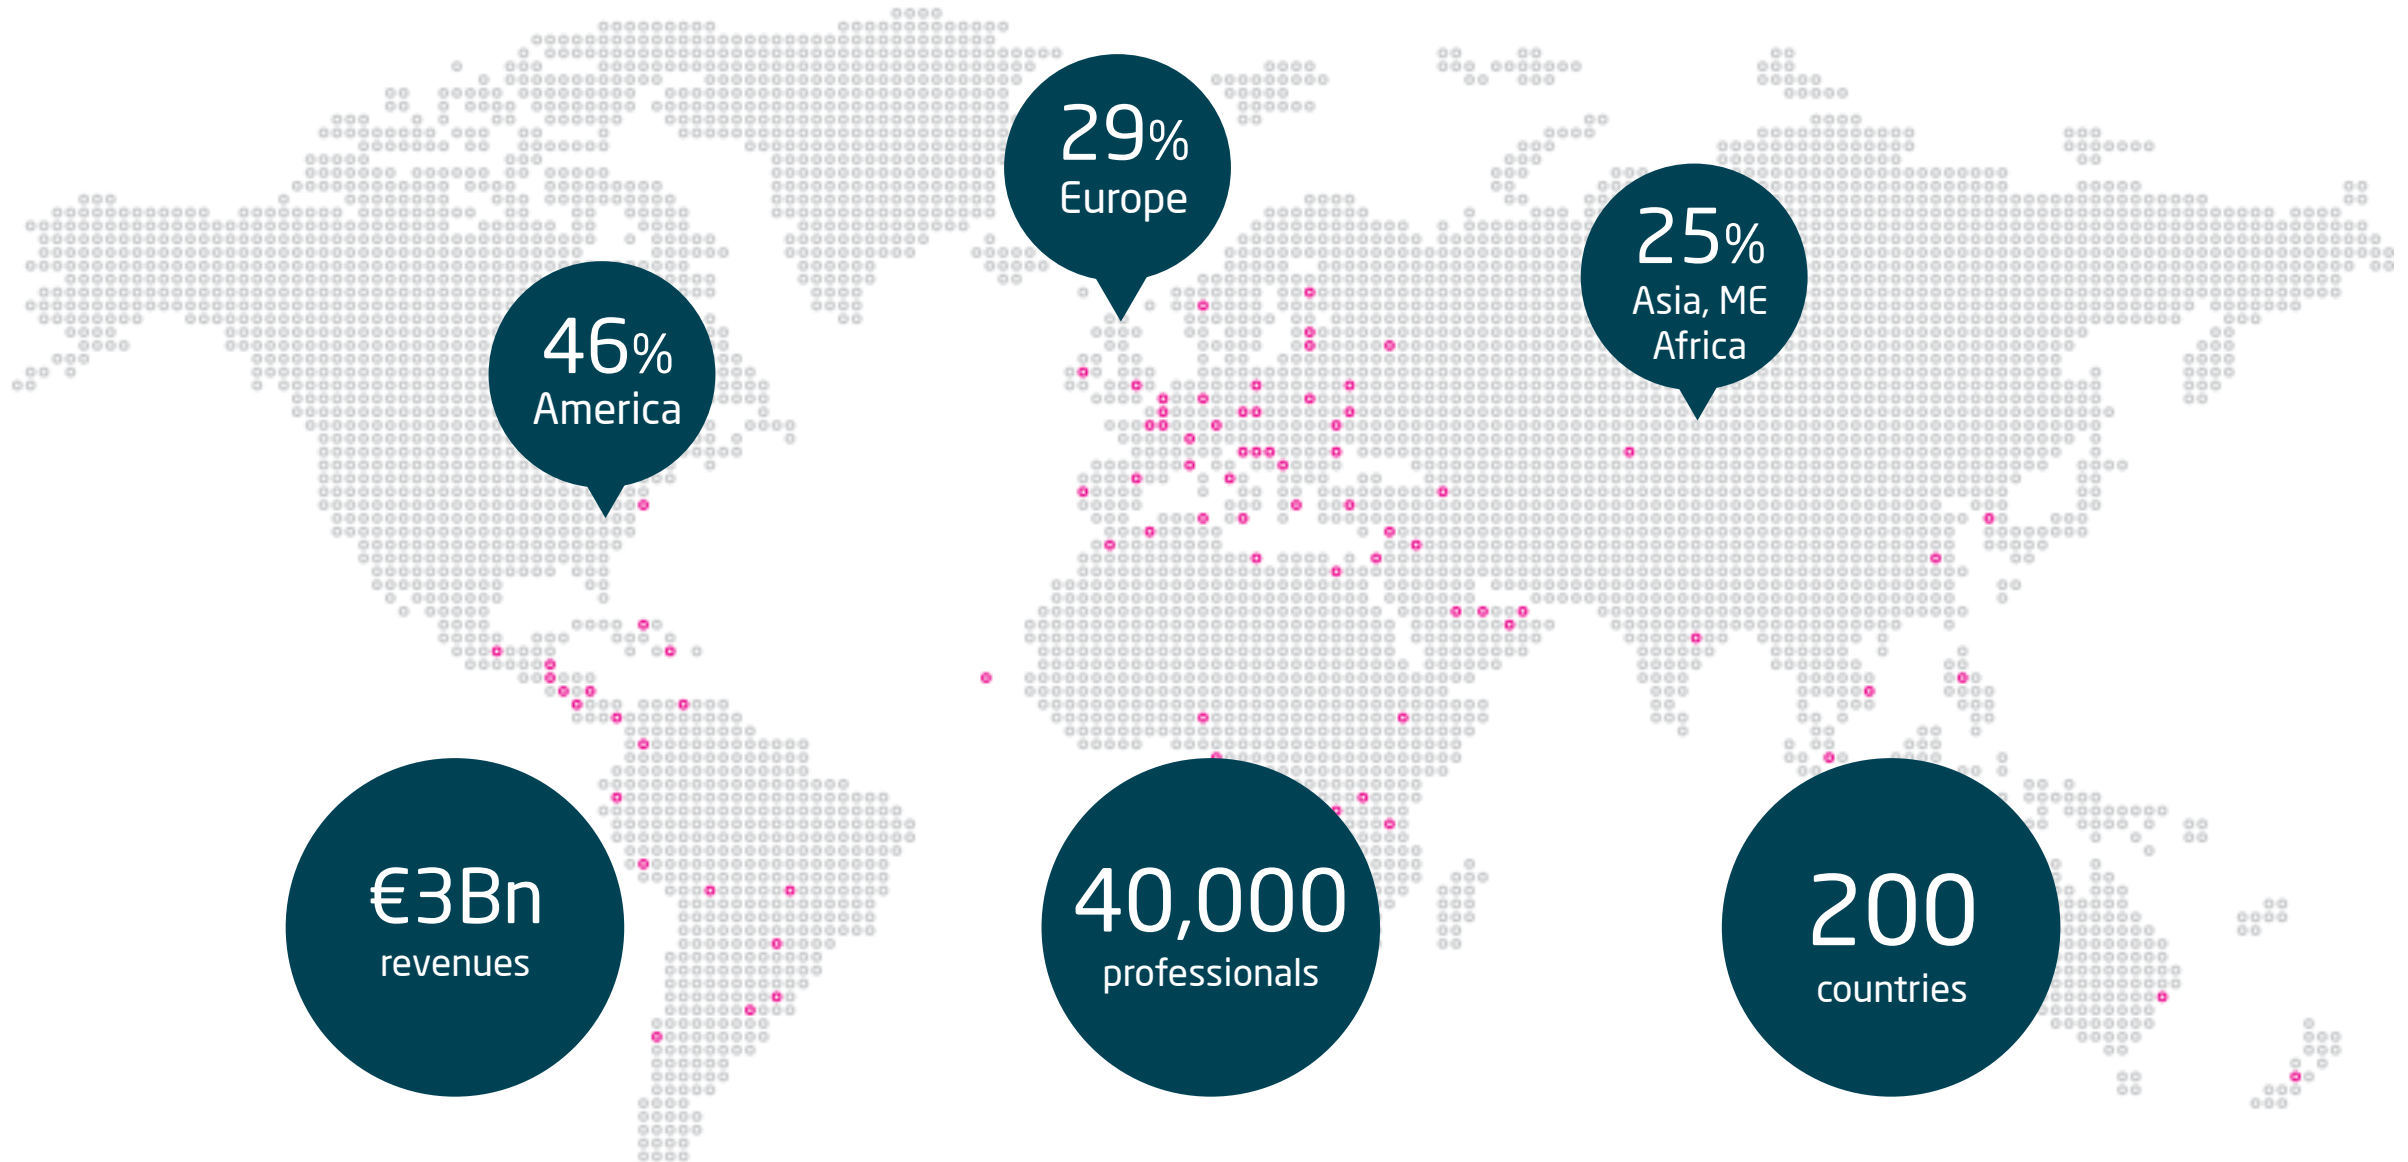 29%
Europe
25%
Asia, ME
Africa
46%
America
€3Bn
revenues
40,000
professionals
200
countries